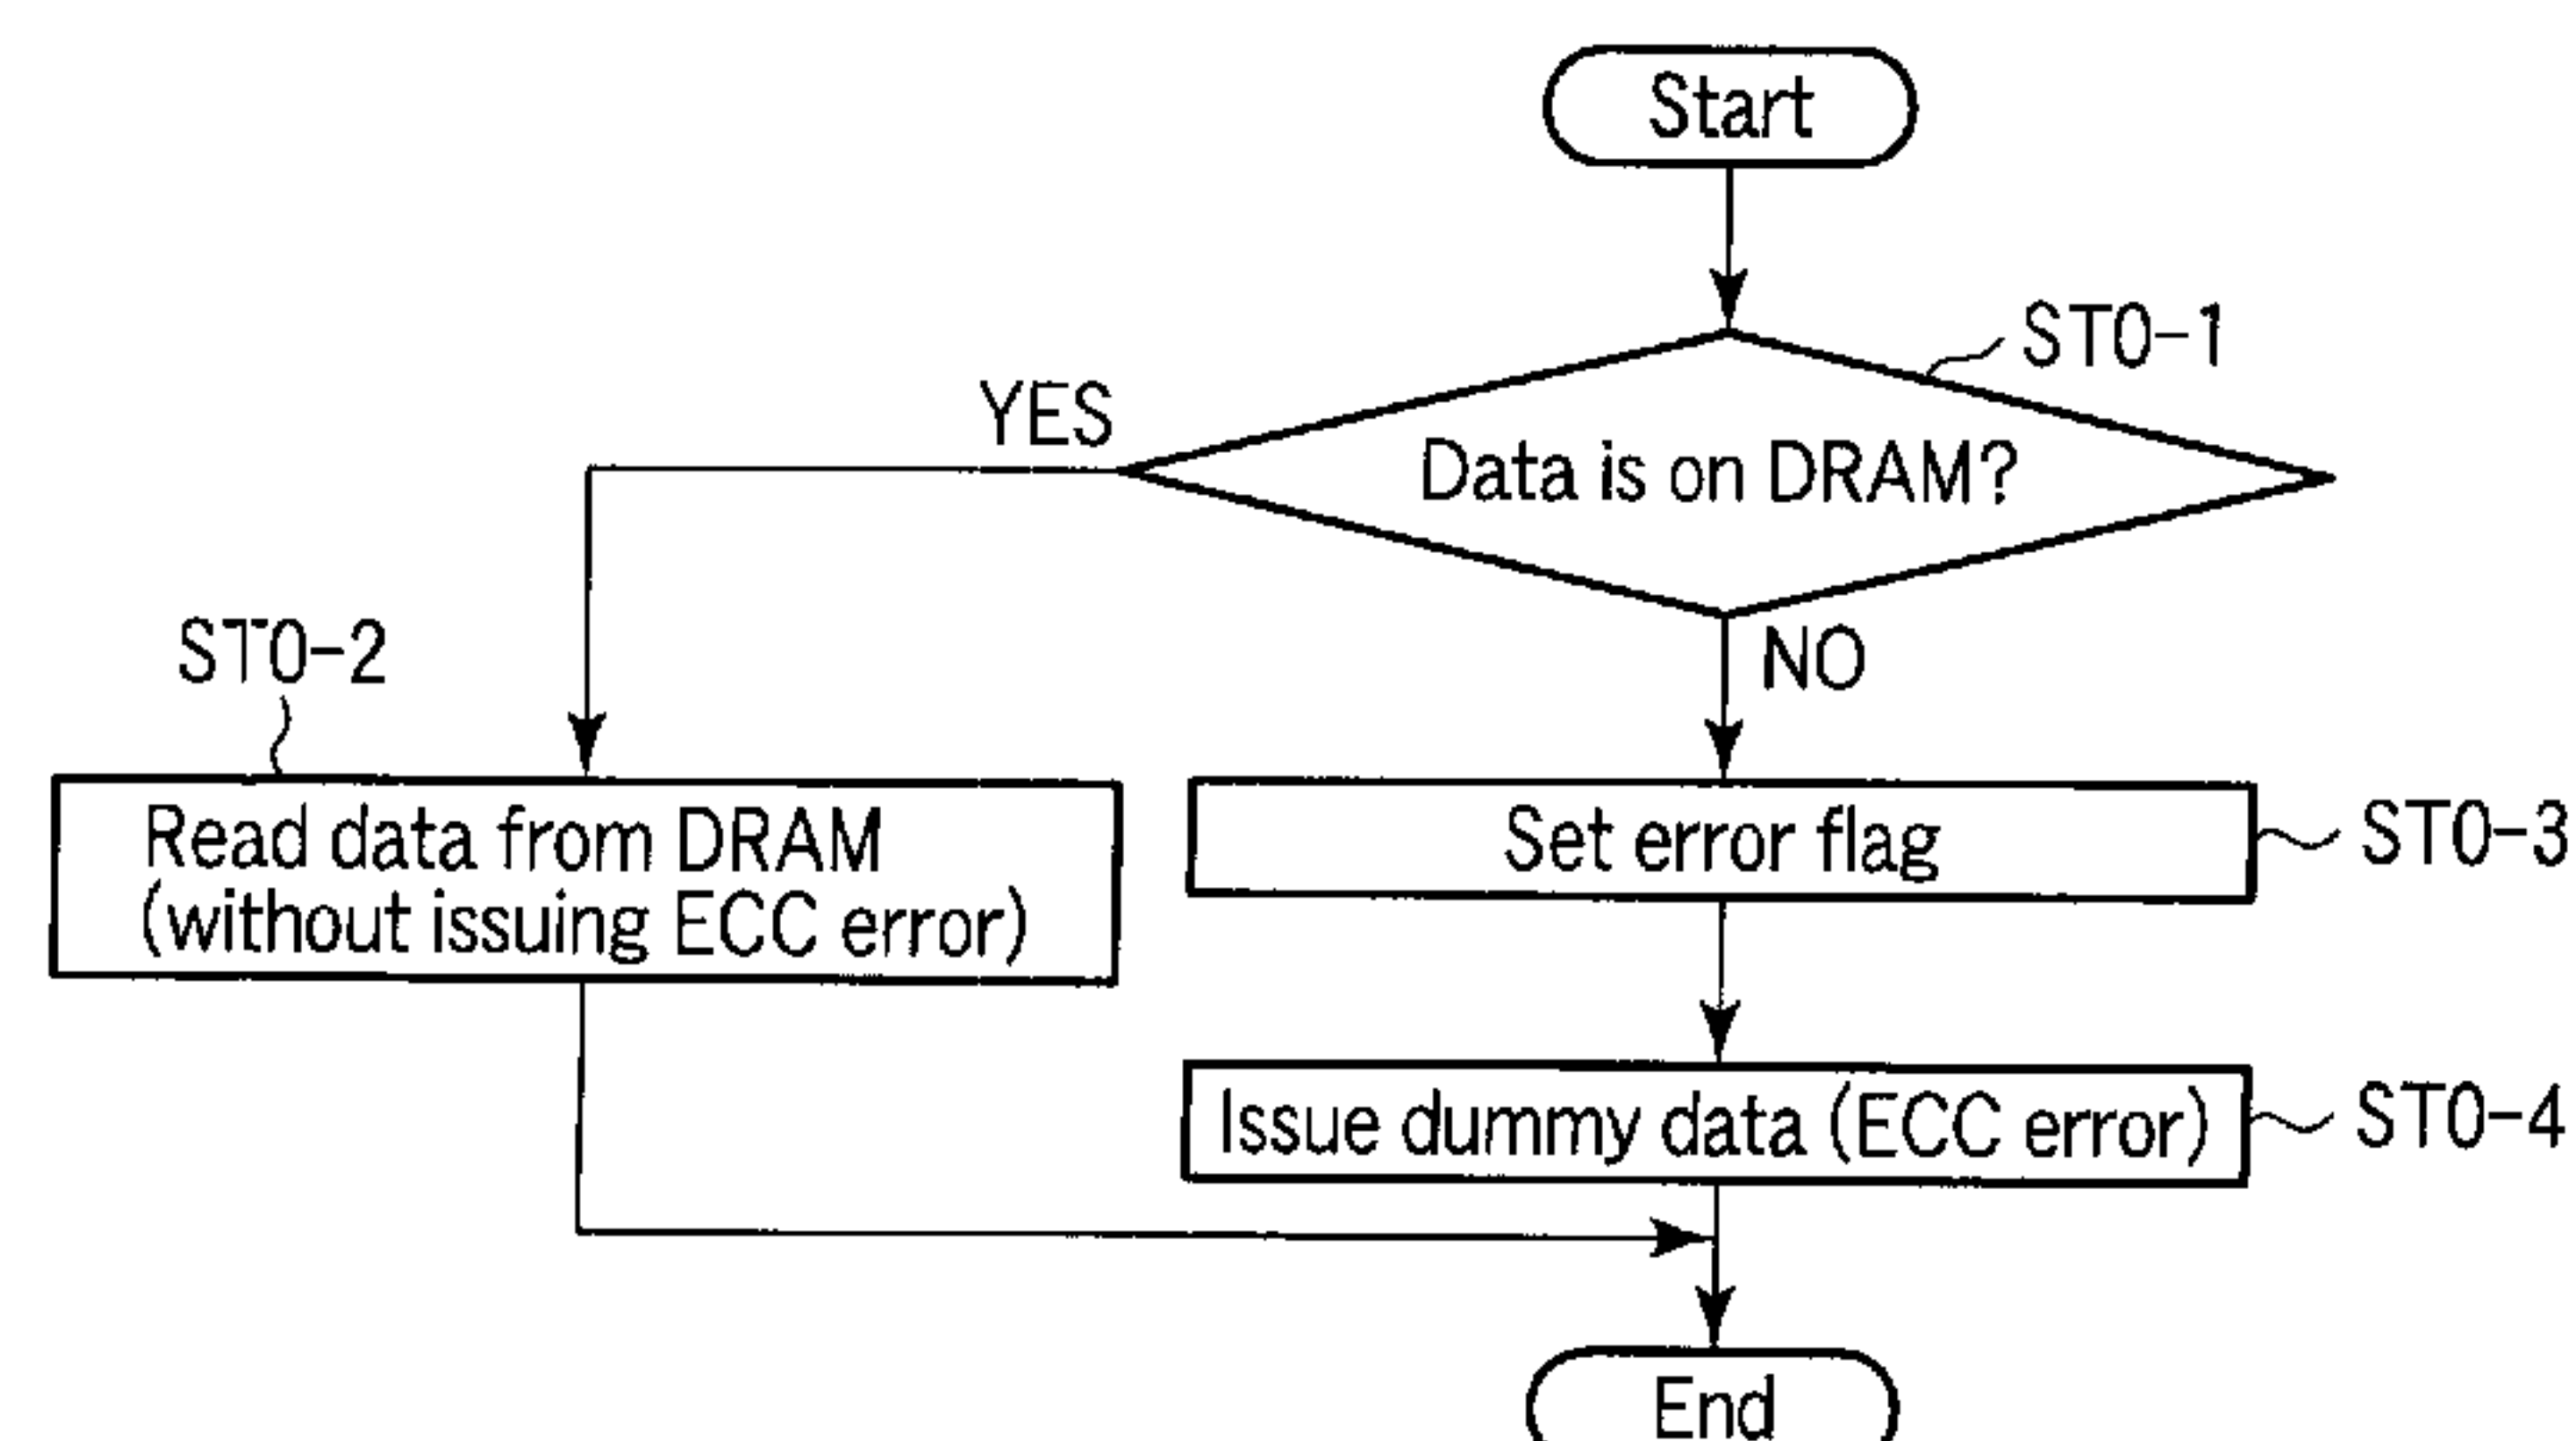 Start
ST0-1
YES
Data is on DRAM?
ST0-2
NO
Read data from DRAM
(without issuing ECC error)
Set error flag
ST0-3
Issue dummy data (ECC error)
ST0-4
End